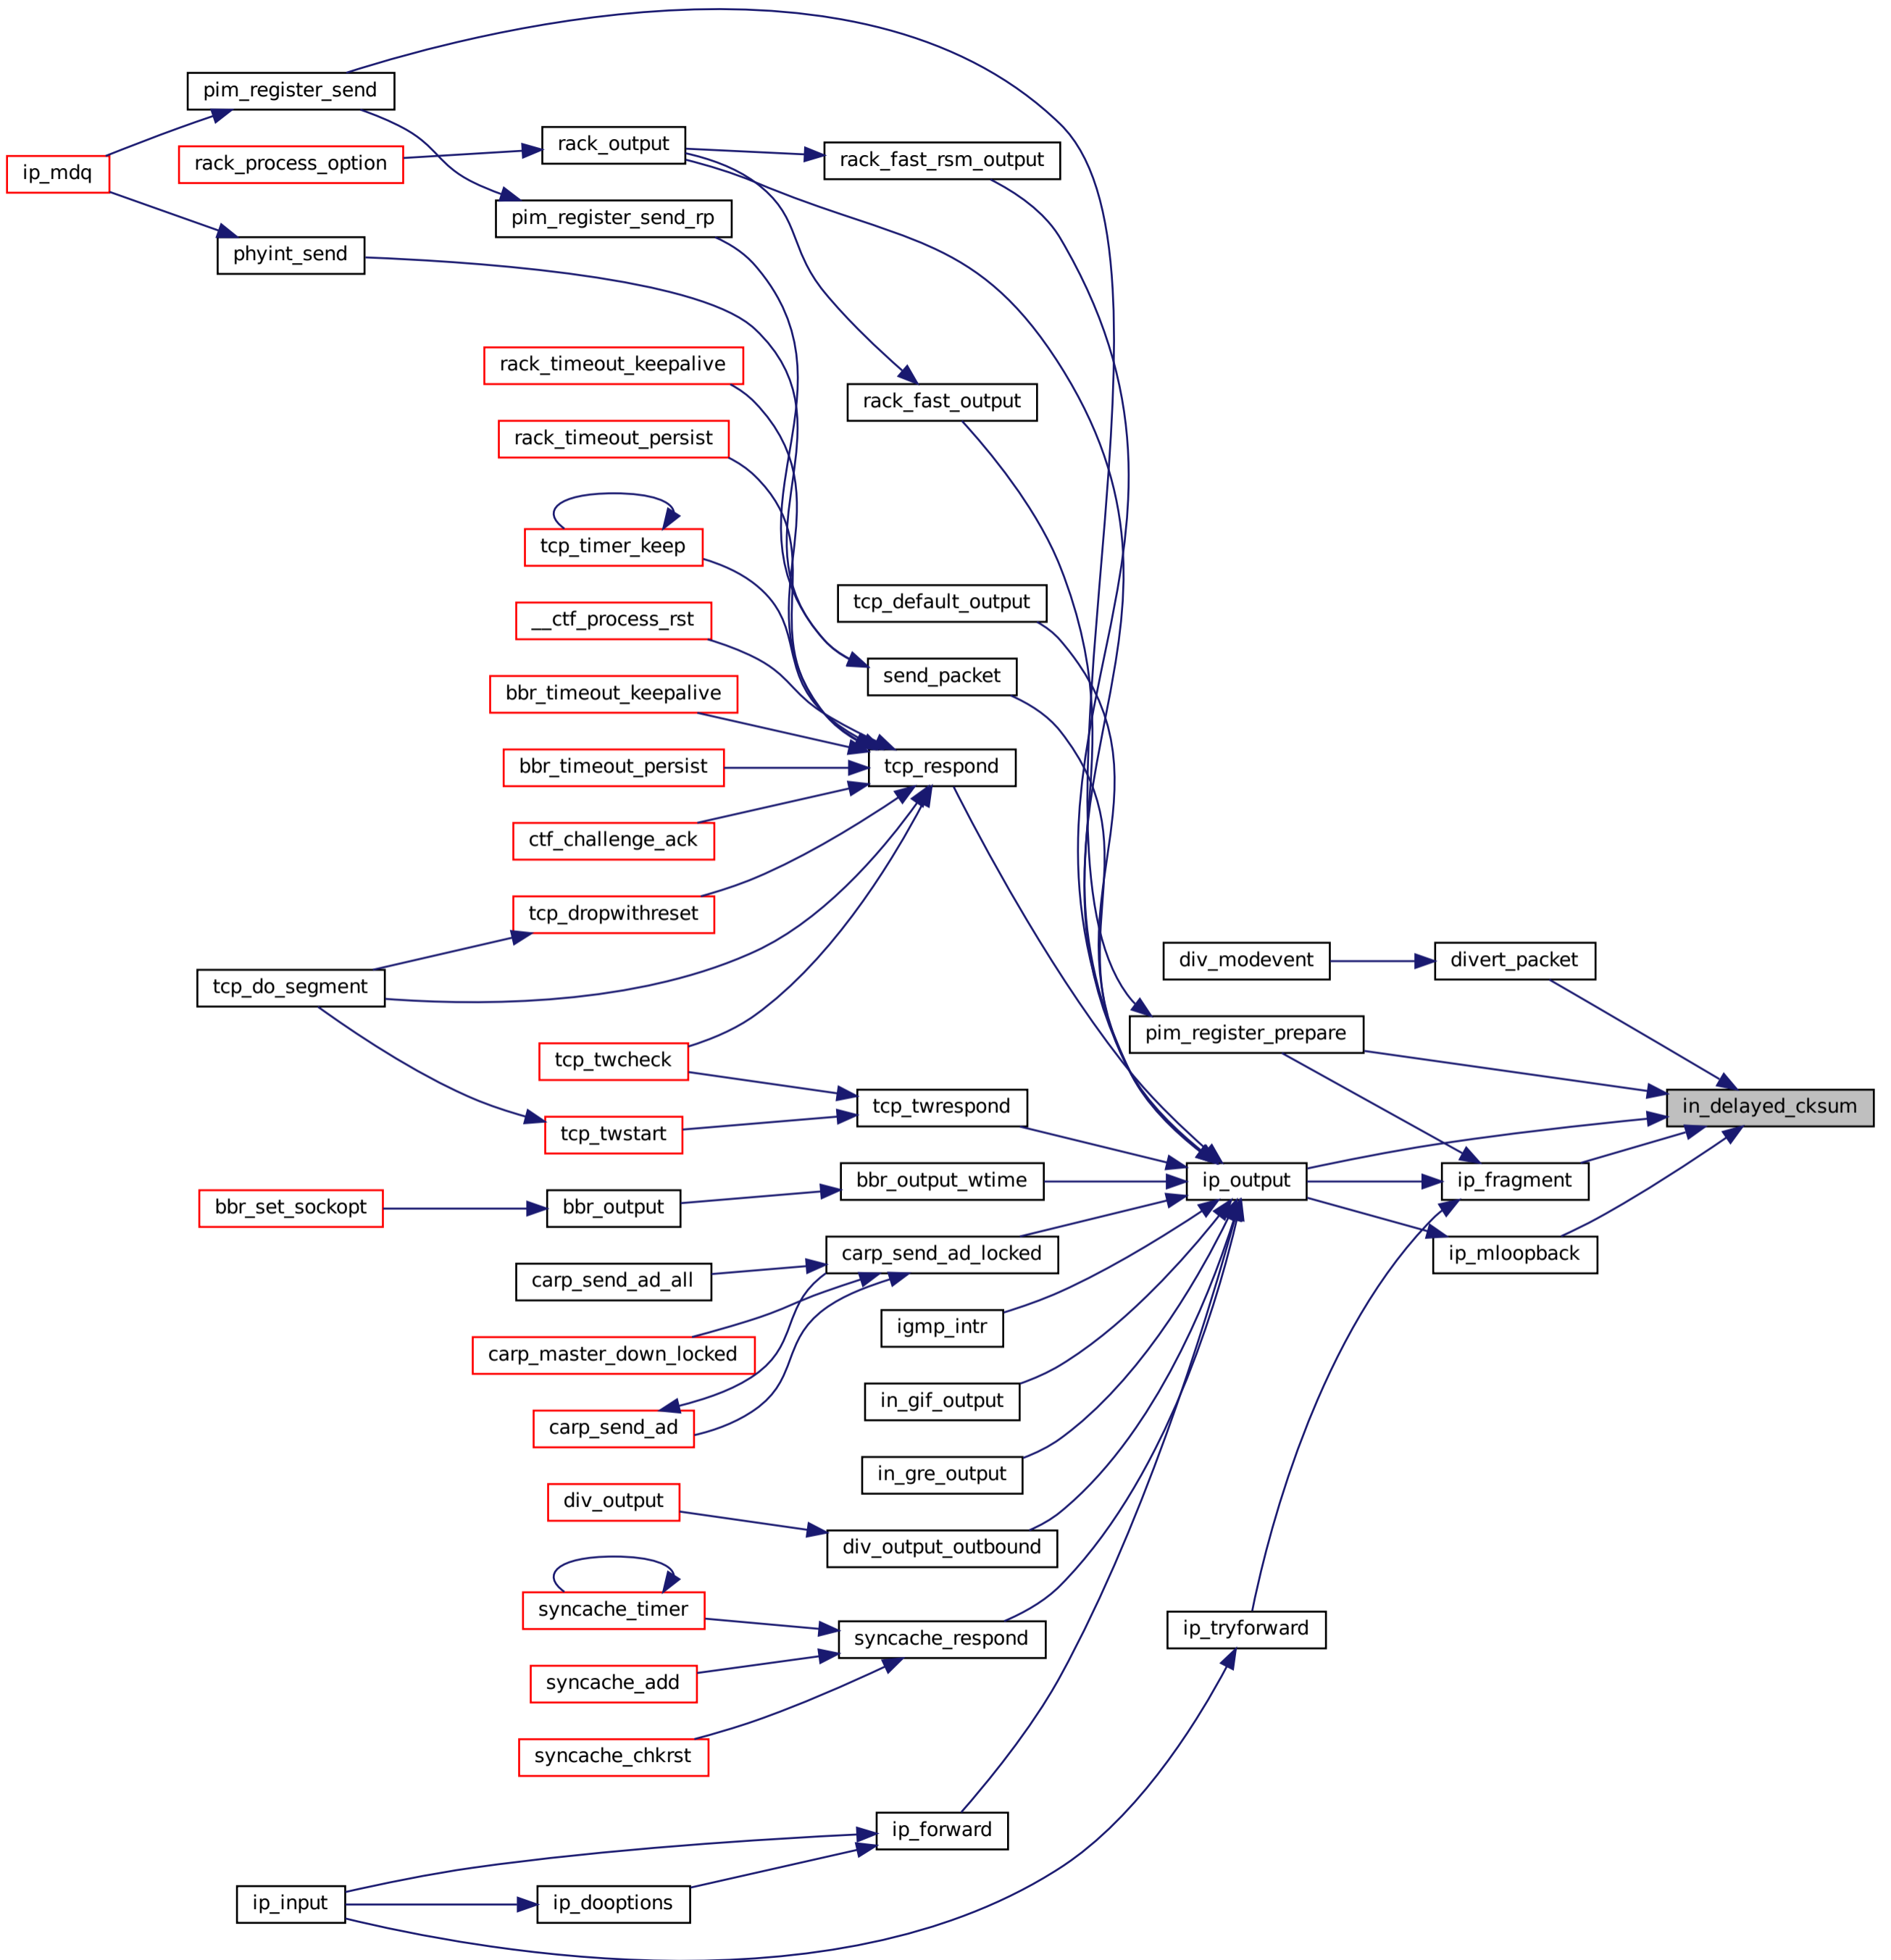 pim_register_send
rack_output
rack_fast_rsm_output
rack_process_option
ip_mdq
pim_register_send_rp
phyint_send
rack_timeout_keepalive
rack_fast_output
rack_timeout_persist
tcp_timer_keep
tcp_default_output
__ctf_process_rst
send_packet
bbr_timeout_keepalive
bbr_timeout_persist
tcp_respond
ctf_challenge_ack
tcp_dropwithreset
div_modevent
divert_packet
tcp_do_segment
pim_register_prepare
tcp_twcheck
tcp_twrespond
in_delayed_cksum
tcp_twstart
bbr_output_wtime
ip_output
ip_fragment
bbr_set_sockopt
bbr_output
carp_send_ad_locked
ip_mloopback
carp_send_ad_all
igmp_intr
carp_master_down_locked
in_gif_output
carp_send_ad
in_gre_output
div_output
div_output_outbound
syncache_timer
ip_tryforward
syncache_respond
syncache_add
syncache_chkrst
ip_forward
ip_input
ip_dooptions